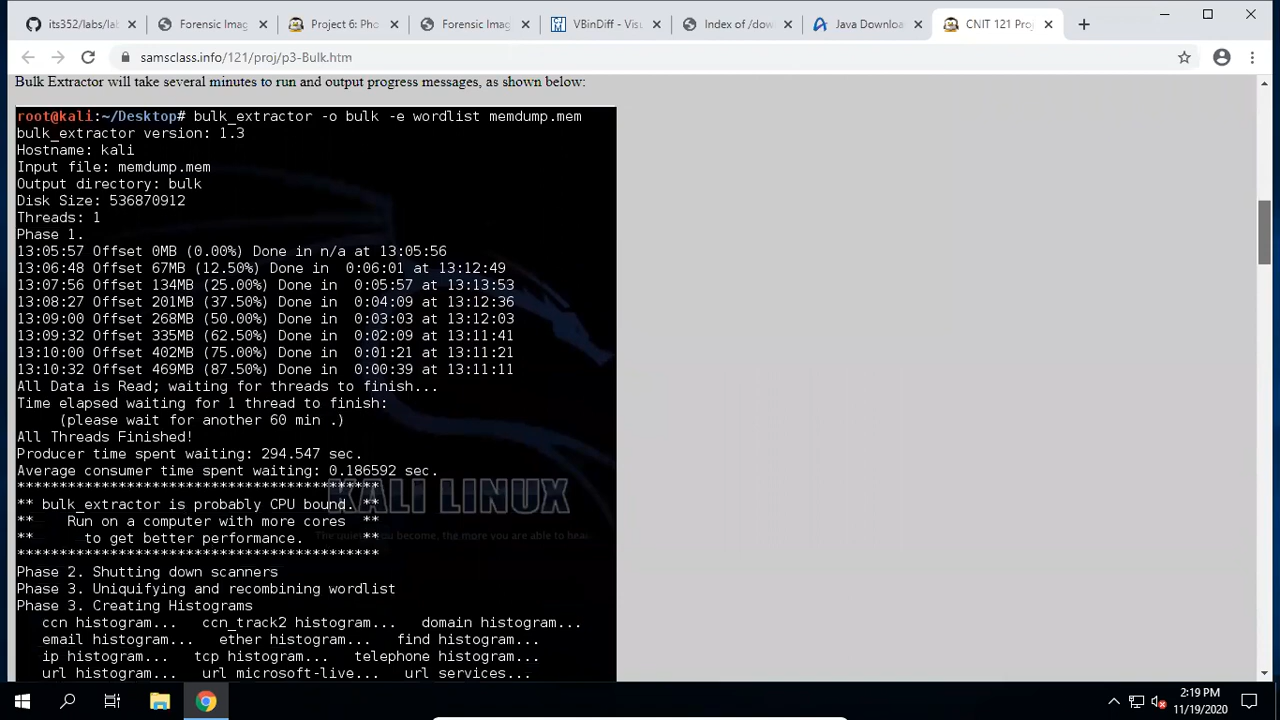 its352/labs/lab
Forensic Imag
Project 6: Pho
Forensic Imag
VBinDiff - Visu
Index of /dow
Java Downloa
CNIT 121 Pro
samsclass.info/121/proj/p3-Bulk.htm
Bulk Extractor will take several minutes to run and output progress messages, as shown below:
root@kali:~/Desktop# bulk_extractor -o bulk -e wordlist memdump.mem
bulk_extractor version: 1.3
Hostname: kali
Input file: memdump.mem
Output directory: bulk
Disk Size: 536870912
Threads: 1
Phase 1.
13:05:57 Offset 0MB (0.00%) Done in n/a at 13:05:56
13:06:48 Offset 67MB (12.50%) Done in  0:06:01 at 13:12:49
13:07:56 Offset 134MB (25.00%) Done in  0:05:57 at 13:13:53
13:08:27 Offset 201MB (37.50%) Done in  0:04:09 at 13:12:36
13:09:00 Offset 268MB (50.00%) Done in  0:03:03 at 13:12:03
13:09:32 Offset 335MB (62.50%) Done in  0:02:09 at 13:11:41
13:10:00 Offset 402MB (75.00%) Done in  0:01:21 at 13:11:21
13:10:32 Offset 469MB (87.50%) Done in  0:00:39 at 13:11:11
All Data is Read; waiting for threads to finish...
Time elapsed waiting for 1 thread to finish:
(please wait for another 60 min .)
All Threads Finished!
Producer time spent waiting: 294.547 sec.
Average consumer time spent waiting: 0.186592 sec.
*******************************************
** bulk_extractor is probably CPU bound. **
**    Run on a computer with more cores  **
**      to get better performance.       **
*******************************************
KALI LINUX
The quieter you become, the more you are able to hear.
Phase 2. Shutting down scanners
Phase 3. Uniquifying and recombining wordlist
Phase 3. Creating Histograms
ccn histogram...   ccn_track2 histogram...   domain histogram...
email histogram...   ether histogram...   find histogram...
ip histogram...   tcp histogram...   telephone histogram...
url histogram...   url microsoft-live...   url services...
2:19 PM
11/19/2020